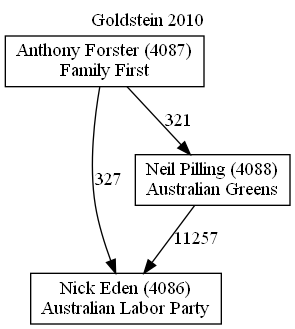 Goldstein 2010
Anthony Forster (4087)
Family First
321
Neil Pilling (4088)
Australian Greens
327
11257
Nick Eden (4086)
Australian Labor Party